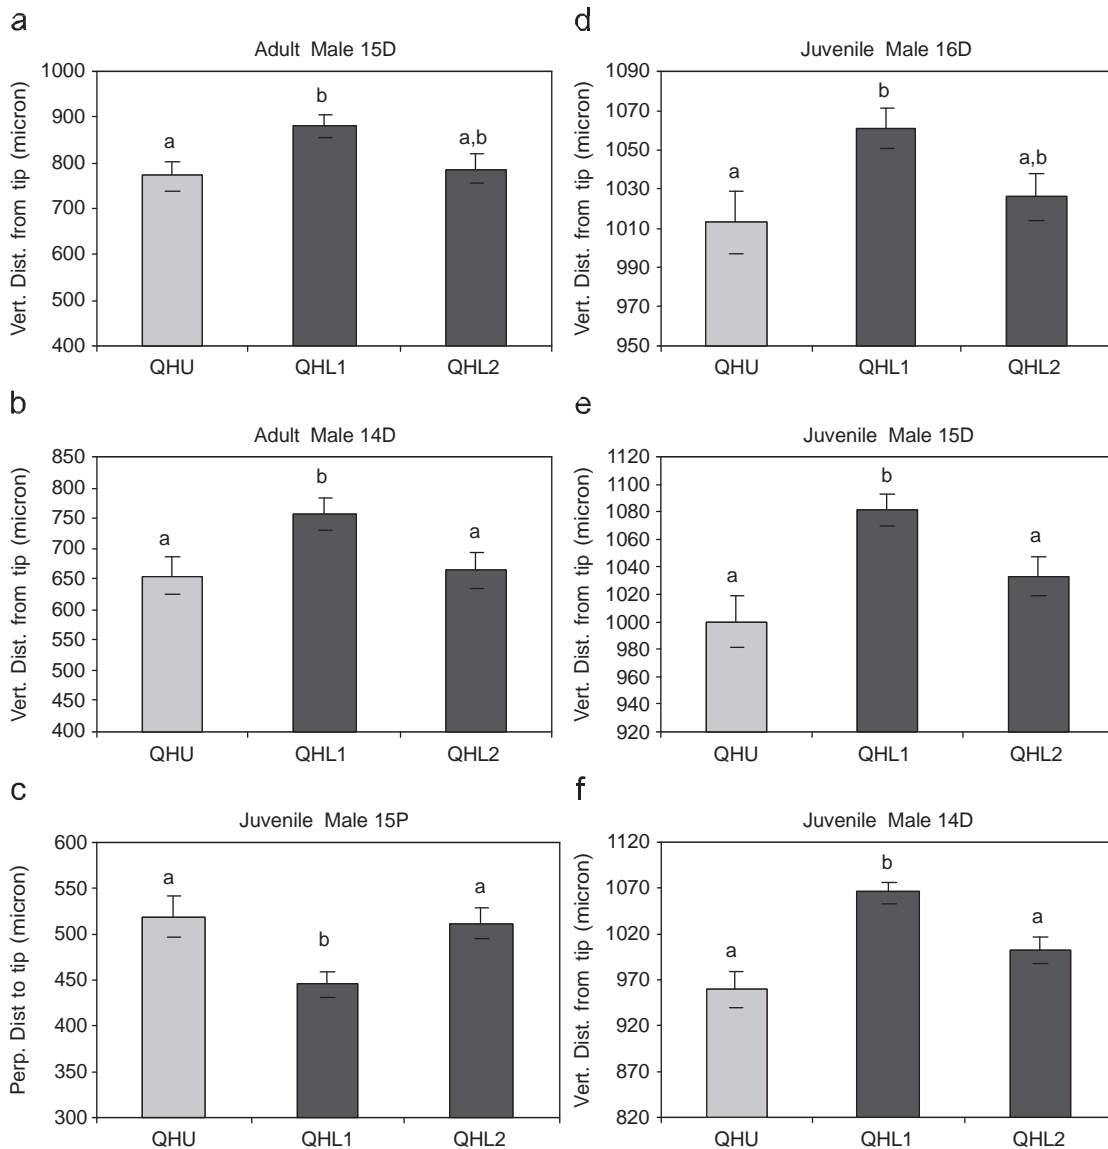 a
Adult Male 15D
Vert. Dist. from tip (micron)
1000
900
800
700
600
500
400
a
b
a,b
QHU QHL1 QHL2
b
Adult Male 14D
Vert. Dist. from tip (micron)
850
800
750
700
650
600
550
500
450
400
a
b
a
QHU QHL1 QHL2
c
Juvenile Male 15P
Perp. Dist to tip (micron)
600
550
500
450
400
350
300
a
b
a
QHU QHL1 QHL2
d
Juvenile Male 16D
Vert. Dist. from tip (micron)
1090
1070
1050
1030
1010
990
970
950
a
b
a,b
QHU QHL1 QHL2
e
Juvenile Male 15D
Vert. Dist. from tip (micron)
1120
1100
1080
1060
1040
1020
1000
980
960
940
920
a
b
a
QHU QHL1 QHL2
f
Juvenile Male 14D
Vert. Dist. from tip (micron)
1120
1070
1020
970
920
870
820
a
b
a
QHU QHL1 QHL2